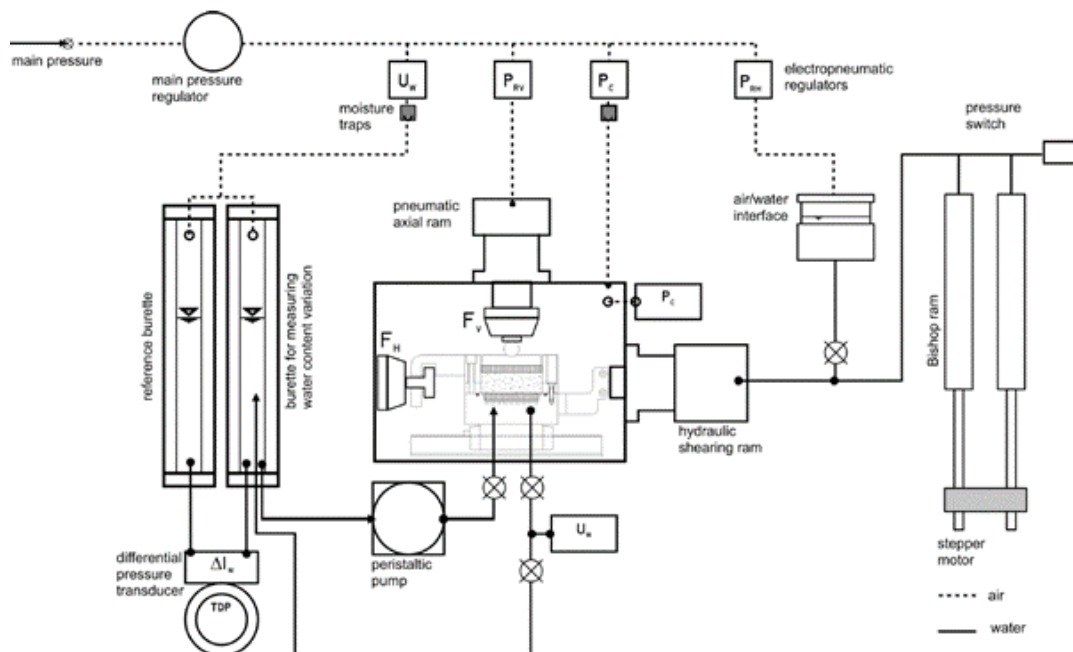 main pressure
main pressure
regulator
U_W
P_RV
P_C
P_RH
electropneumatic
regulators
moisture
traps
pressure
switch
pneumatic
axial ram
air/water
interface
reference burette
burette for measuring
water content variation
F_V
P_C
F_H
Bishop ram
hydraulic
shearing ram
U_W
peristaltic
pump
differential
pressure
transducer
ΔI_w
TDP
stepper
motor
air
water